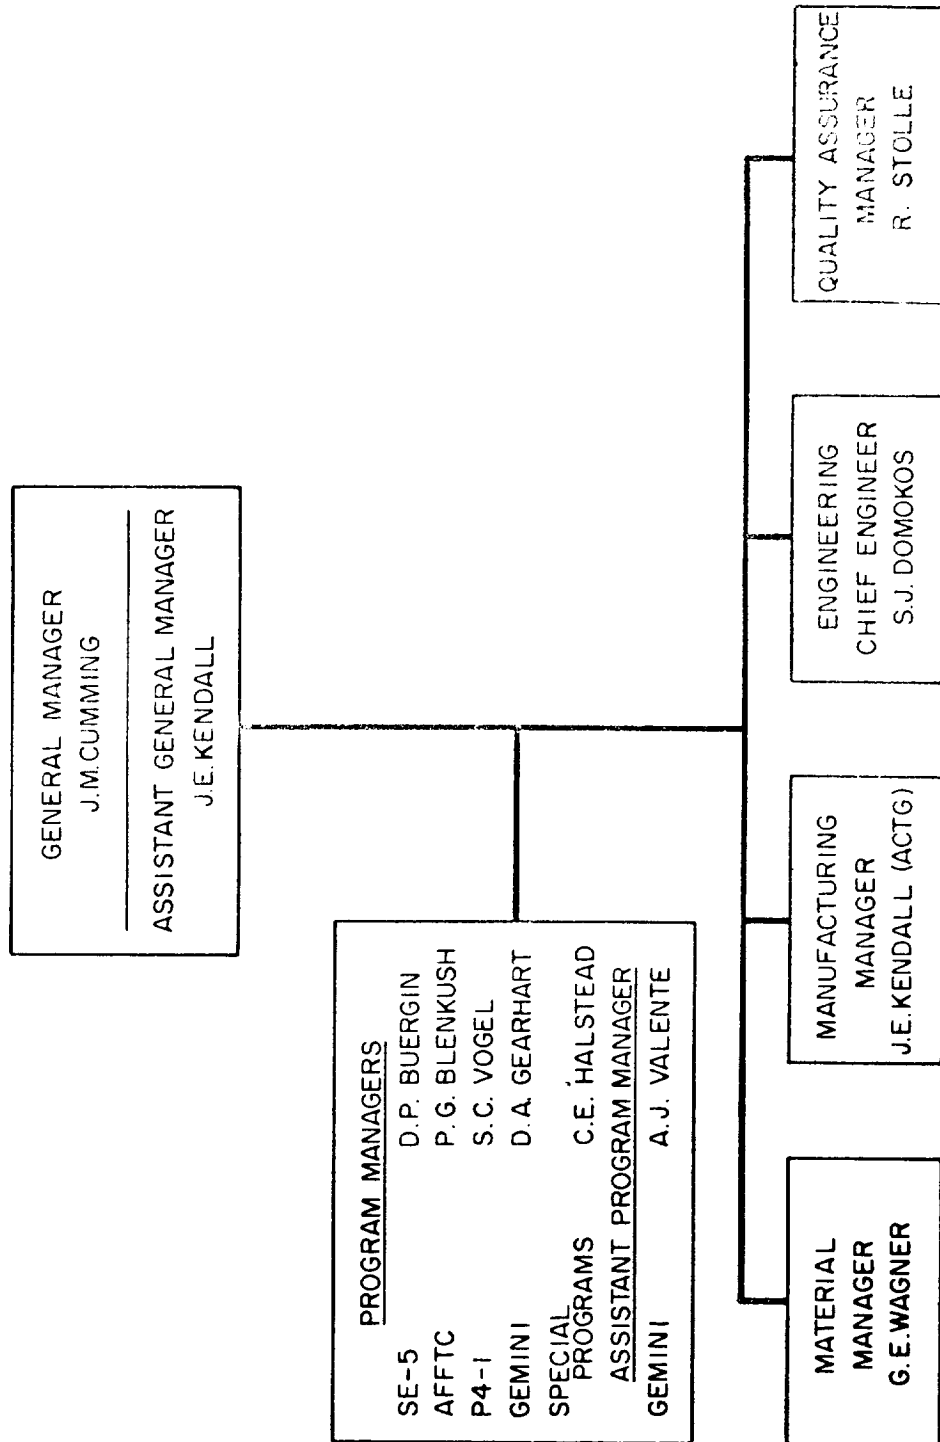 GENERAL MANAGER
J.M.CUMMING
ASSISTANT GENERAL MANAGER
J.E.KENDALL
PROGRAM MANAGERS
SE-5 D.P. BUERGIN
AFFTC P.G. BLENKUSH
P4-1 S.C. VOGEL
GEMINI D.A. GEARHART
SPECIAL
PROGRAMS C.E. HALSTEAD
ASSISTANT PROGRAM MANAGER
GEMINI A.J. VALENTE
MATERIAL
MANAGER
G.E.WAGNER
MANUFACTURING
MANAGER
J.E.KENDALL (ACTG)
ENGINEERING
CHIEF ENGINEER
S.J.DOMOKOS
QUALITY ASSURANCE
MANAGER
R. STOLLE